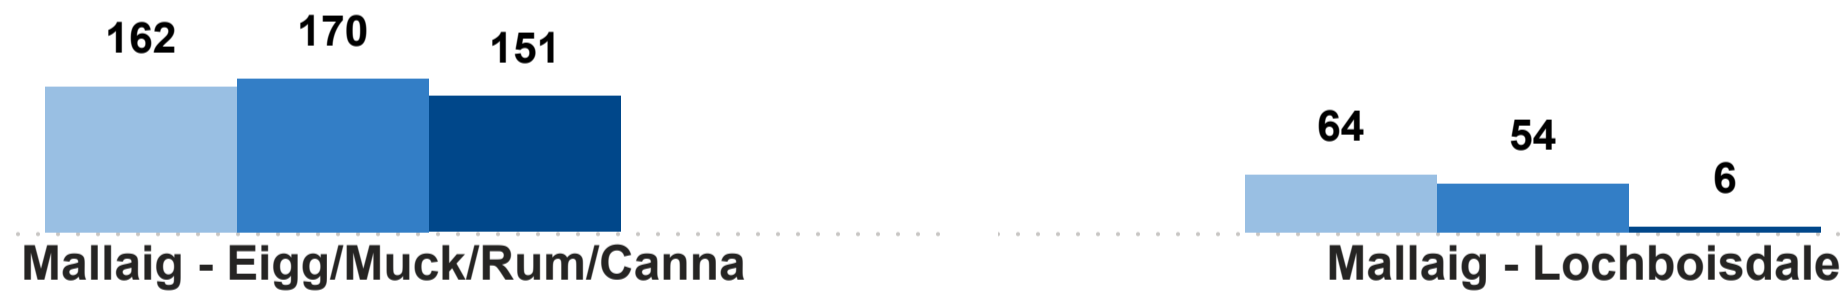 162 170 151
64 54 6
Mallaig - Eigg/Muck/Rum/Canna
Mallaig - Lochboisdale